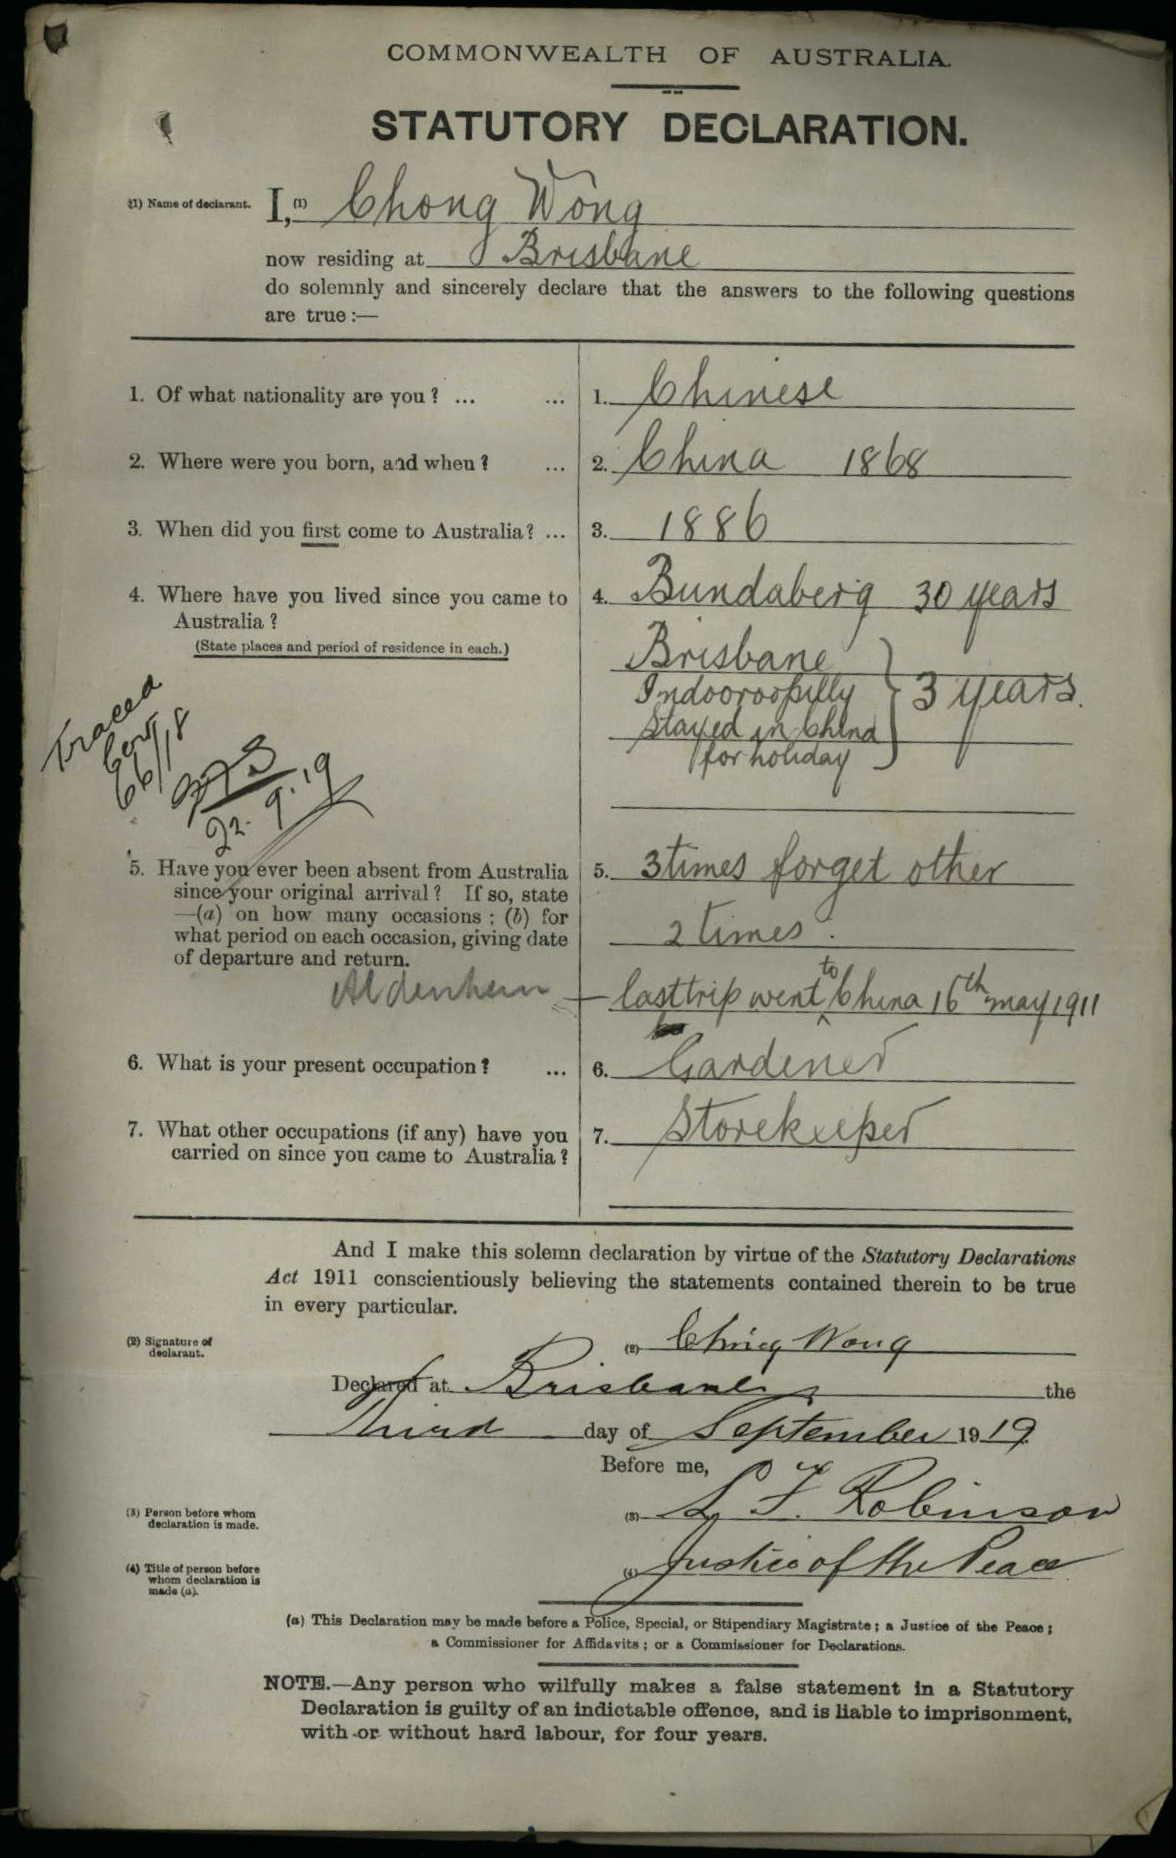 COMMONWEALTH OF AUSTRALIA.
STATUTORY DECLARATION.
(1) Name of declarant. I, (1) Chong Wong
now residing at Brisbane
do solemnly and sincerely declare that the answers to the following questions
are true :—
1. Of what nationality are you ? ... ... 1. Chinese
2. Where were you born, and when ? ... 2. China 1868
3. When did you first come to Australia ? ... 3. 1886
4. Where have you lived since you came to 4. Bundaberg 30 years
Australia ?
(State places and period of residence in each.) Brisbane
Indooroopilly 3 years.
Stayed in China
for holiday
Traced
66/18
22.9.19
5. Have you ever been absent from Australia 5. 3 times forget other
since your original arrival ? If so, state
—(a) on how many occasions ; (b) for 2 times.
what period on each occasion, giving date
of departure and return.
Aldenham — last trip went to China 16th may 1911
6. What is your present occupation ? ... 6. Gardener
7. What other occupations (if any) have you 7. Storekeeper
carried on since you came to Australia ?
And I make this solemn declaration by virtue of the Statutory Declarations
Act 1911 conscientiously believing the statements contained therein to be true
in every particular.
(2) Signature of (2) Wong
declarant.
Declared at Brisbane the
Third day of September 1919.
Before me,
(3) Person before whom (3) L F. Robinson
declaration is made.
(4) Title of person before (4) Justice of the Peace
whom declaration is
made (a).
(a) This Declaration may be made before a Police, Special, or Stipendiary Magistrate ; a Justice of the Peace ;
a Commissioner for Affidavits ; or a Commissioner for Declarations.
NOTE.—Any person who wilfully makes a false statement in a Statutory
Declaration is guilty of an indictable offence, and is liable to imprisonment,
with or without hard labour, for four years.